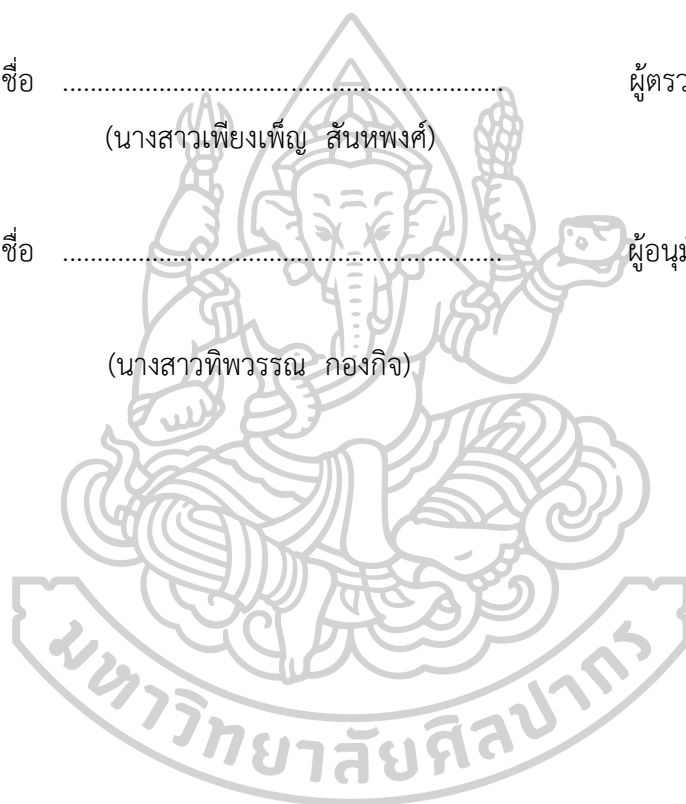 ชื่อ ..................................................... ผู้ตรว
(นางสาวเพียงเพ็ญ สันหพงศ์)
ชื่อ ..................................................... ผู้อนุมั
(นางสาวทิพวรรณ กองกิจ)
มหาวิทยาลัยศิลปากร